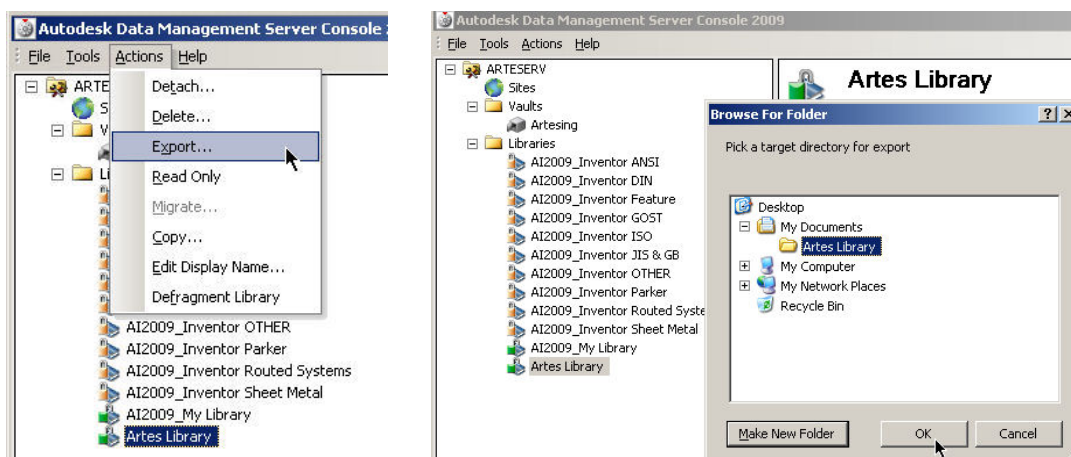 Autodesk Data Management Server Console
File Tools Actions Help
ARTE
S
V
Li
Detach...
Delete...
Export...
Read Only
Migrate...
Copy...
Edit Display Name...
Defragment Library
AI2009_Inventor OTHER
AI2009_Inventor Parker
AI2009_Inventor Routed Systems
AI2009_Inventor Sheet Metal
AI2009_My Library
Artes Library
Autodesk Data Management Server Console 2009
File Tools Actions Help
ARTESERV
Sites
Vaults
Artesing
Libraries
AI2009_Inventor ANSI
AI2009_Inventor DIN
AI2009_Inventor Feature
AI2009_Inventor GOST
AI2009_Inventor ISO
AI2009_Inventor JIS & GB
AI2009_Inventor OTHER
AI2009_Inventor Parker
AI2009_Inventor Routed Syste
AI2009_Inventor Sheet Metal
AI2009_My Library
Artes Library
Artes Library
Browse For Folder
Pick a target directory for export
Desktop
My Documents
Artes Library
My Computer
My Network Places
Recycle Bin
Make New Folder OK Cancel